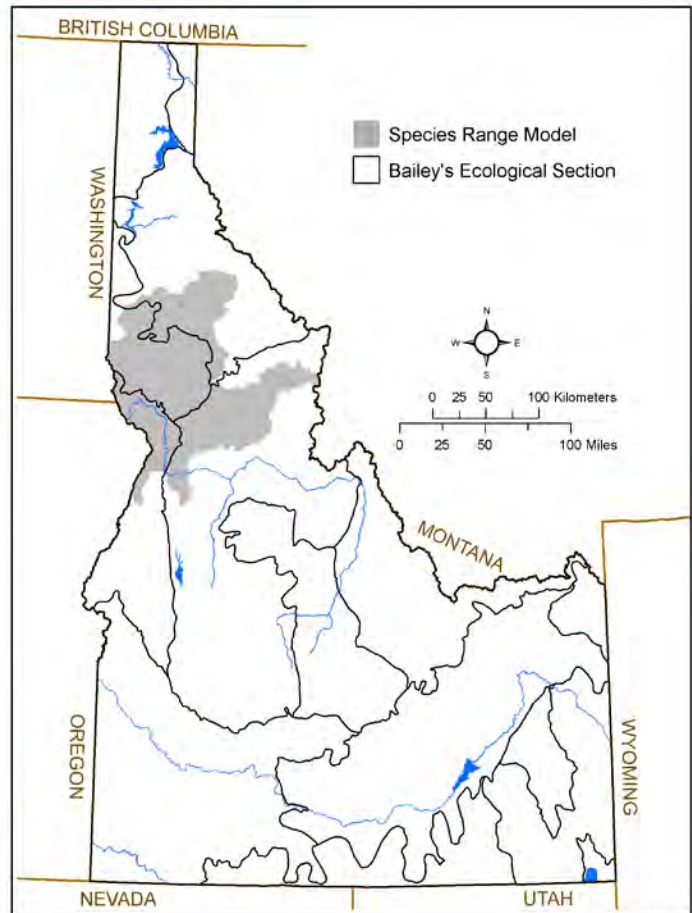 BRITISH COLUMBIA
Species Range Model
Bailey's Ecological Section
WASHINGTON
N
W E
S
0 25 50 100 Kilometers
0 25 50 100 Miles
MONTANA
OREGON
WYOMING
NEVADA
UTAH